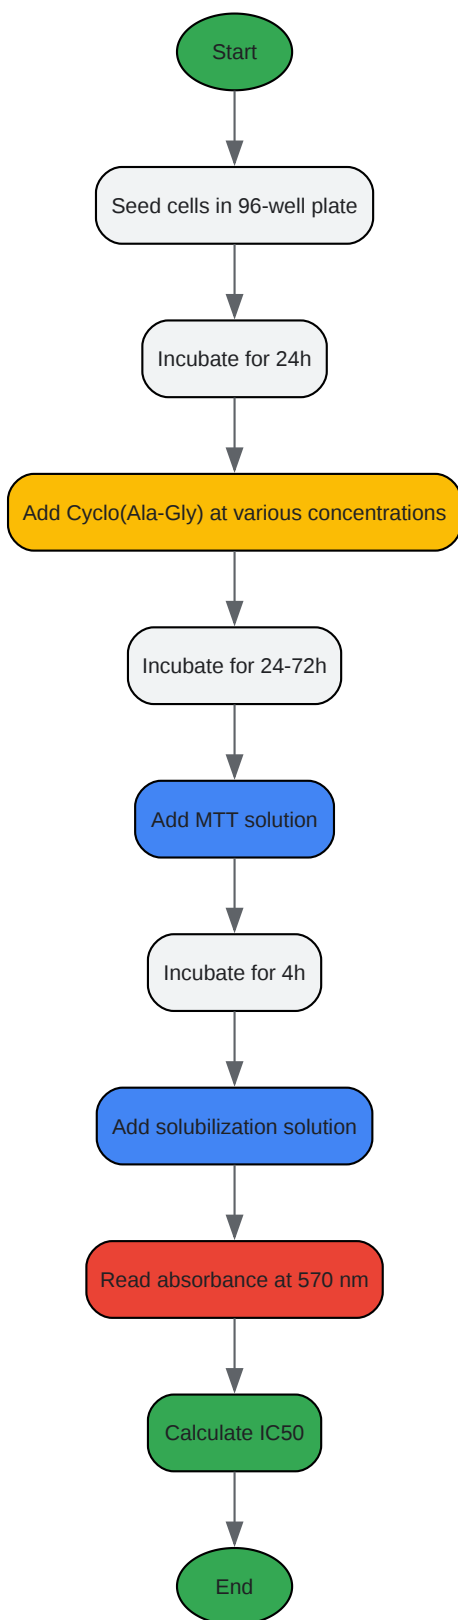 Start
Seed cells in 96-well plate
Incubate for 24h
Add Cyclo(Ala-Gly) at various concentrations
Incubate for 24-72h
Add MTT solution
Incubate for 4h
Add solubilization solution
Read absorbance at 570 nm
Calculate IC50
End